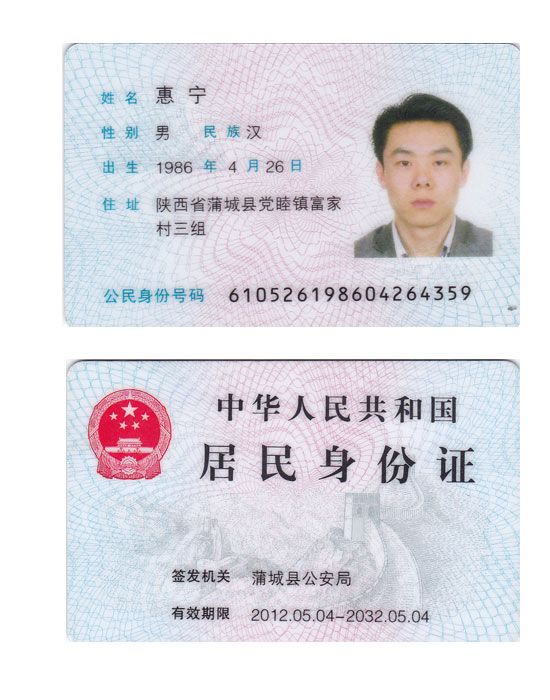 姓名 惠宁
性别 男 民族 汉
出生 1986 年 4 月 26 日
住址 陕西省蒲城县党睦镇富家
村三组
公民身份号码 610526198604264359
中华人民共和国
居民身份证
签发机关 蒲城县公安局
有效期限 2012.05.04-2032.05.04